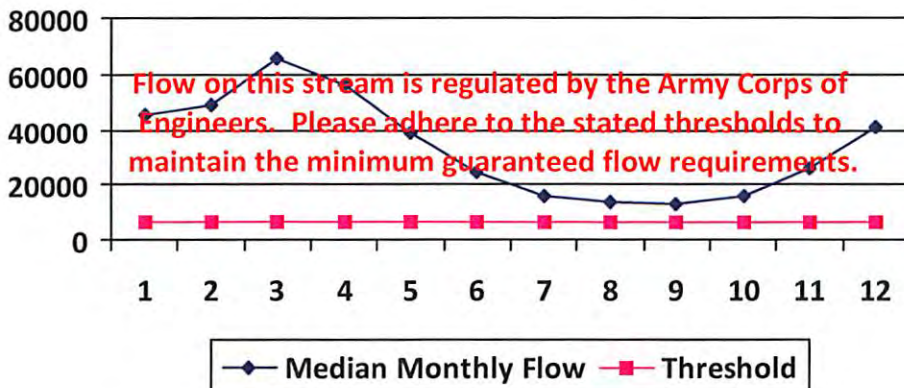 80000
60000
40000
20000
0
Flow on this stream is regulated by the Army Corps of
Engineers. Please adhere to the stated thresholds to
maintain the minimum guaranteed flow requirements.
1 2 3 4 5 6 7 8 9 10 11 12
Median Monthly Flow Threshold